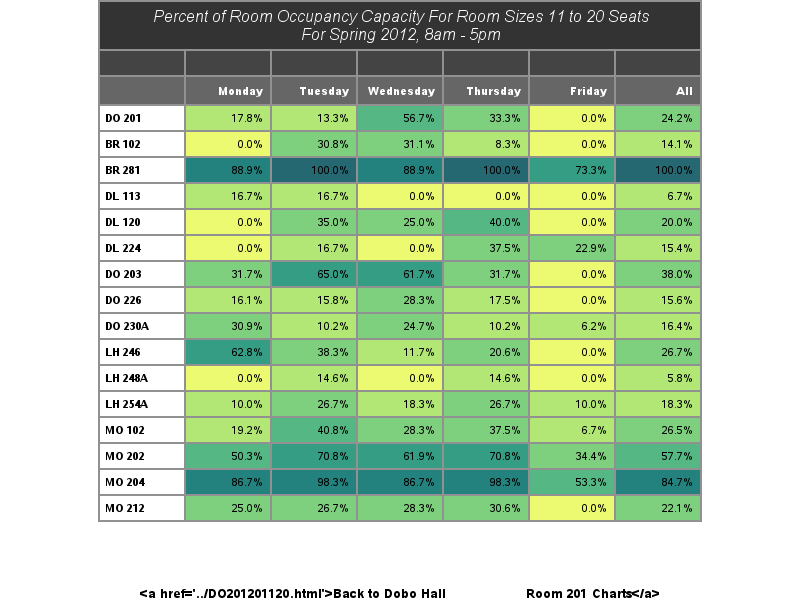 Percent of Room Occupancy Capacity For Room Sizes 11 to 20 Seats
For Spring 2012, 8am - 5pm
Monday Tuesday Wednesday Thursday Friday All
DO 201 17.8% 13.3% 56.7% 33.3% 0.0% 24.2%
BR 102 0.0% 30.8% 31.1% 8.3% 0.0% 14.1%
BR 281 88.9% 100.0% 88.9% 100.0% 73.3% 100.0%
DL 113 16.7% 16.7% 0.0% 0.0% 0.0% 6.7%
DL 120 0.0% 35.0% 25.0% 40.0% 0.0% 20.0%
DL 224 0.0% 16.7% 0.0% 37.5% 22.9% 15.4%
DO 203 31.7% 65.0% 61.7% 31.7% 0.0% 38.0%
DO 226 16.1% 15.8% 28.3% 17.5% 0.0% 15.6%
DO 230A 30.9% 10.2% 24.7% 10.2% 6.2% 16.4%
LH 246 62.8% 38.3% 11.7% 20.6% 0.0% 26.7%
LH 248A 0.0% 14.6% 0.0% 14.6% 0.0% 5.8%
LH 254A 10.0% 26.7% 18.3% 26.7% 10.0% 18.3%
MO 102 19.2% 40.8% 28.3% 37.5% 6.7% 26.5%
MO 202 50.3% 70.8% 61.9% 70.8% 34.4% 57.7%
MO 204 86.7% 98.3% 86.7% 98.3% 53.3% 84.7%
MO 212 25.0% 26.7% 28.3% 30.6% 0.0% 22.1%
<a href='../DO201201120.html'>Back to Dobo Hall Room 201 Charts</a>